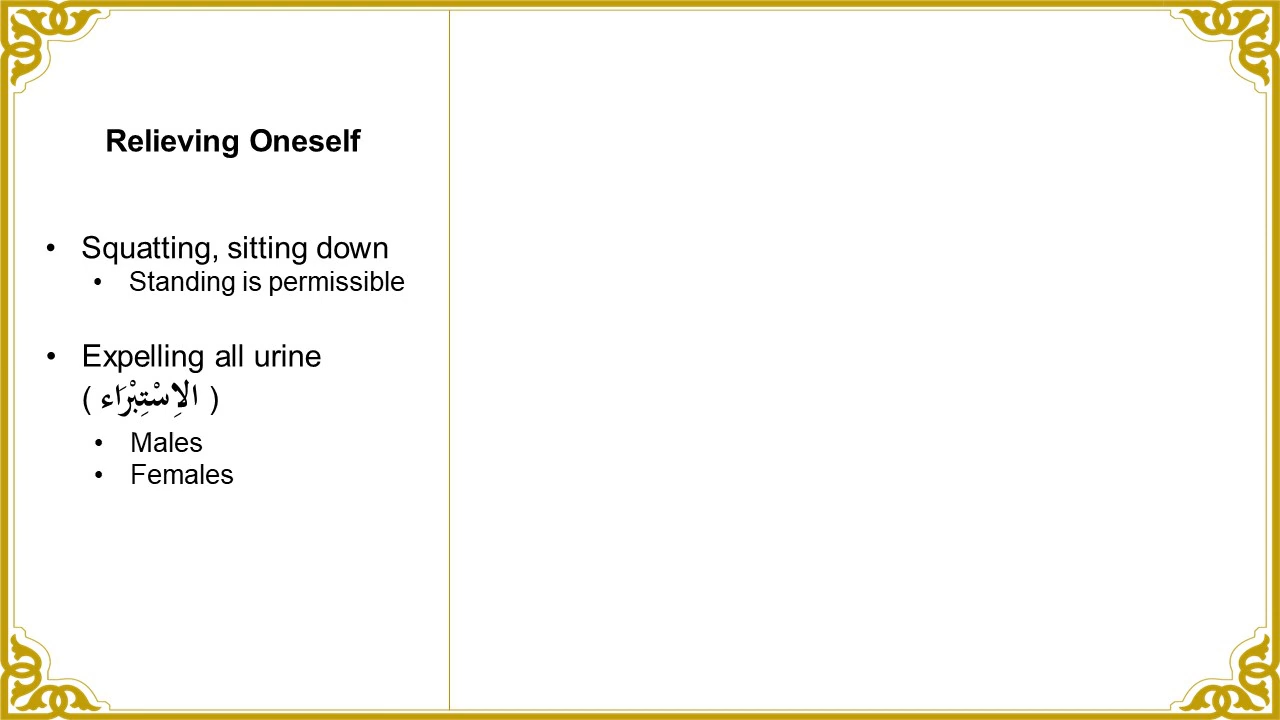 Relieving Oneself
• Squatting, sitting down
• Standing is permissible
• Expelling all urine
( الاِسْتِبْرَاء )
• Males
• Females